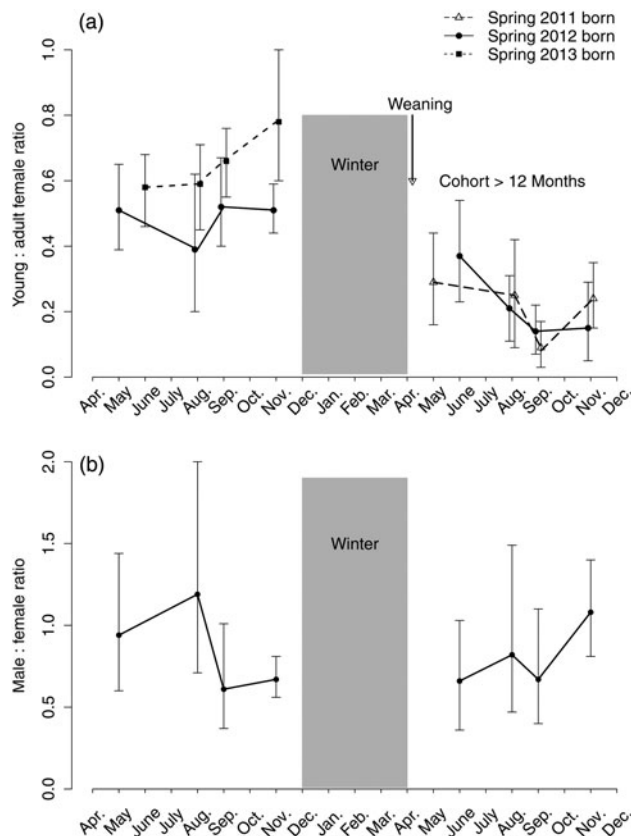 (a)
Spring 2011 born
Spring 2012 born
Spring 2013 born
Young : adult female ratio
1.0
0.8
0.6
0.4
0.2
0.0
Winter
Weaning
Cohort > 12 Months
Apr. May June July Aug. Sep. Oct. Nov. Dec. Jan. Feb. Mar. Apr. May June July Aug. Sep. Oct. Nov. Dec.
(b)
Male : female ratio
2.0
1.5
1.0
0.5
0.0
Winter
Apr. May June July Aug. Sep. Oct. Nov. Dec. Jan. Feb. Mar. Apr. May June July Aug. Sep. Oct. Nov. Dec.